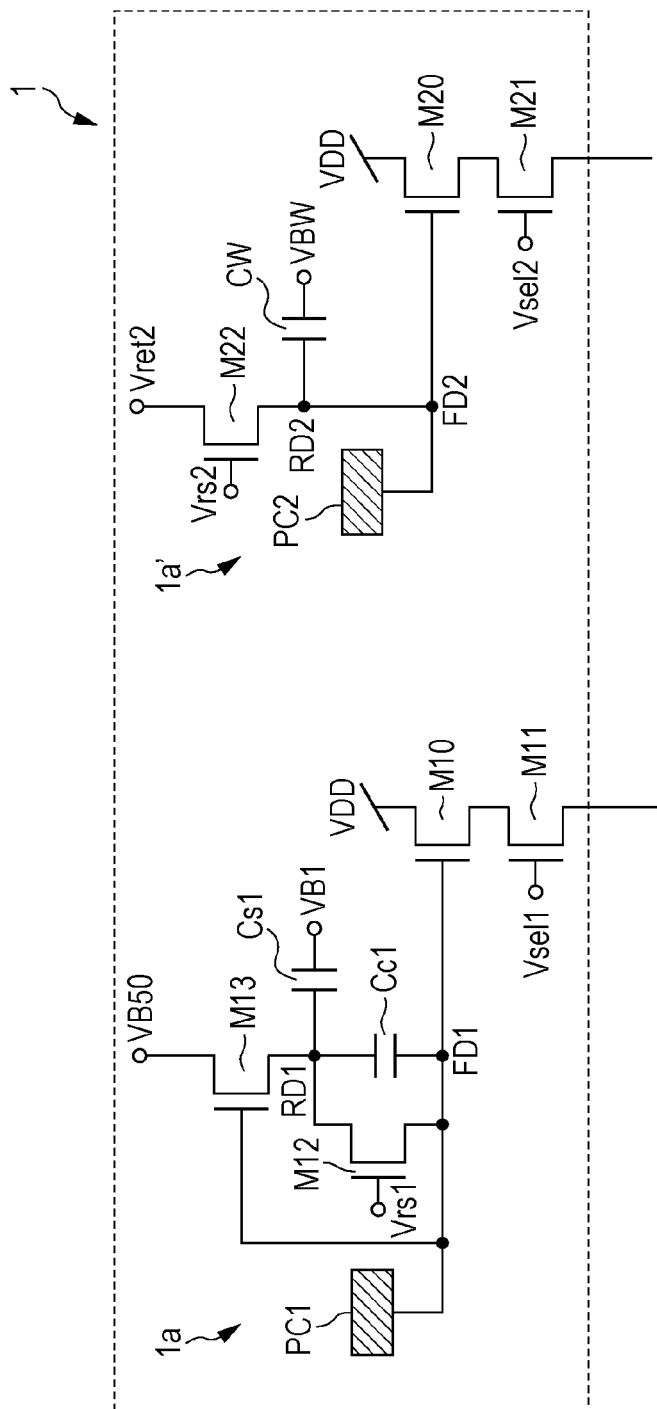 1
1a
PC1
VB50
M13
RD1
Cs1
VB1
Cc1
M12
Vrs1
FD1
VDD
M10
M11
Vsel1
1a'
PC2
Vret2
M22
Vrs2
RD2
CW
VBW
FD2
VDD
M20
M21
Vsel2